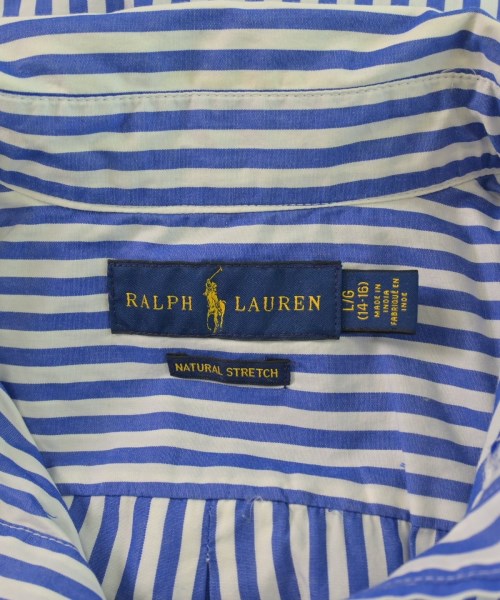 RALPH LAUREN
L/G
(14-16)
MADE IN
INDIA
FABRIQUÉ EN
INDE
NATURAL STRETCH